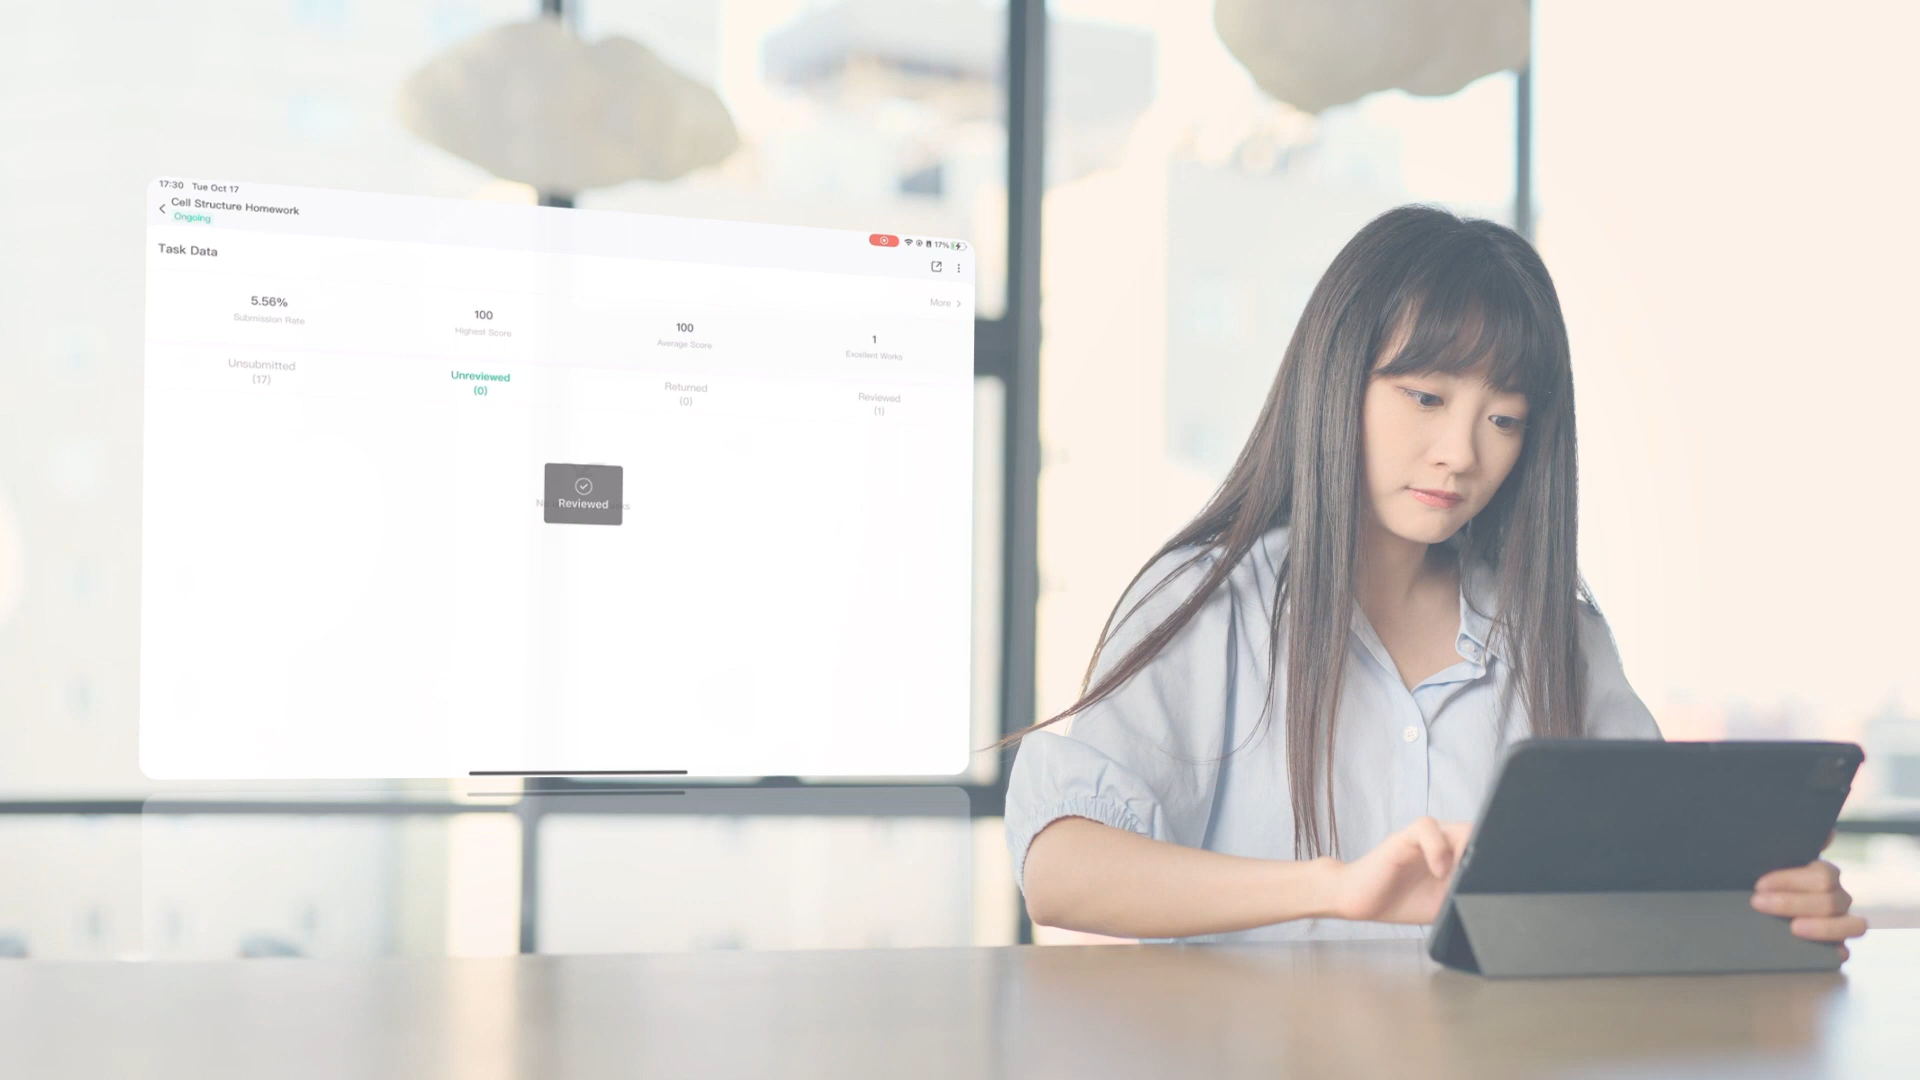 17:30 Tue Oct 17
Cell Structure Homework
Ongoing
17%
Task Data
More
5.56%
Submission Rate
100
Highest Score
100
Average Score
1
Excellent Works
Unsubmitted
(17)
Unreviewed
(0)
Returned
(0)
Reviewed
(1)
Reviewed